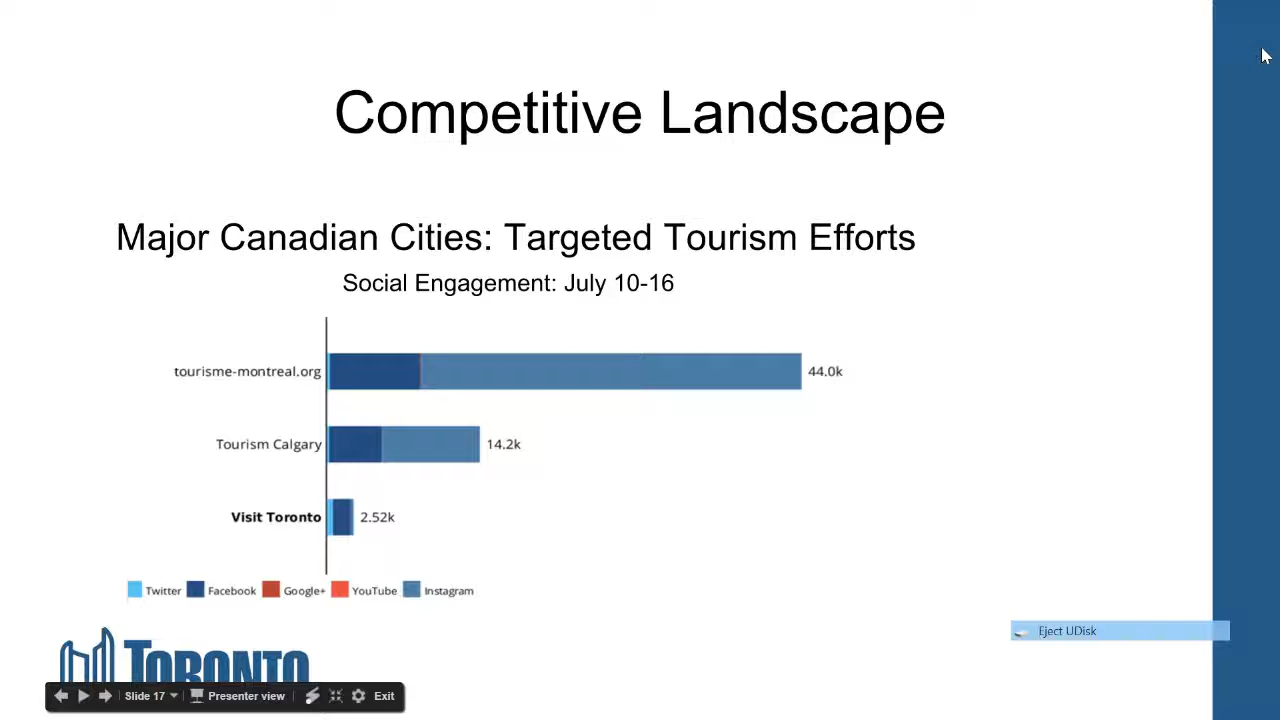 Competitive Landscape
Major Canadian Cities: Targeted Tourism Efforts
Social Engagement: July 10-16
tourisme-montreal.org 44.0k
Tourism Calgary 14.2k
Visit Toronto 2.52k
Twitter Facebook Google+ YouTube Instagram
Eject UDisk
TORONTO
Slide 17 Presenter view Exit